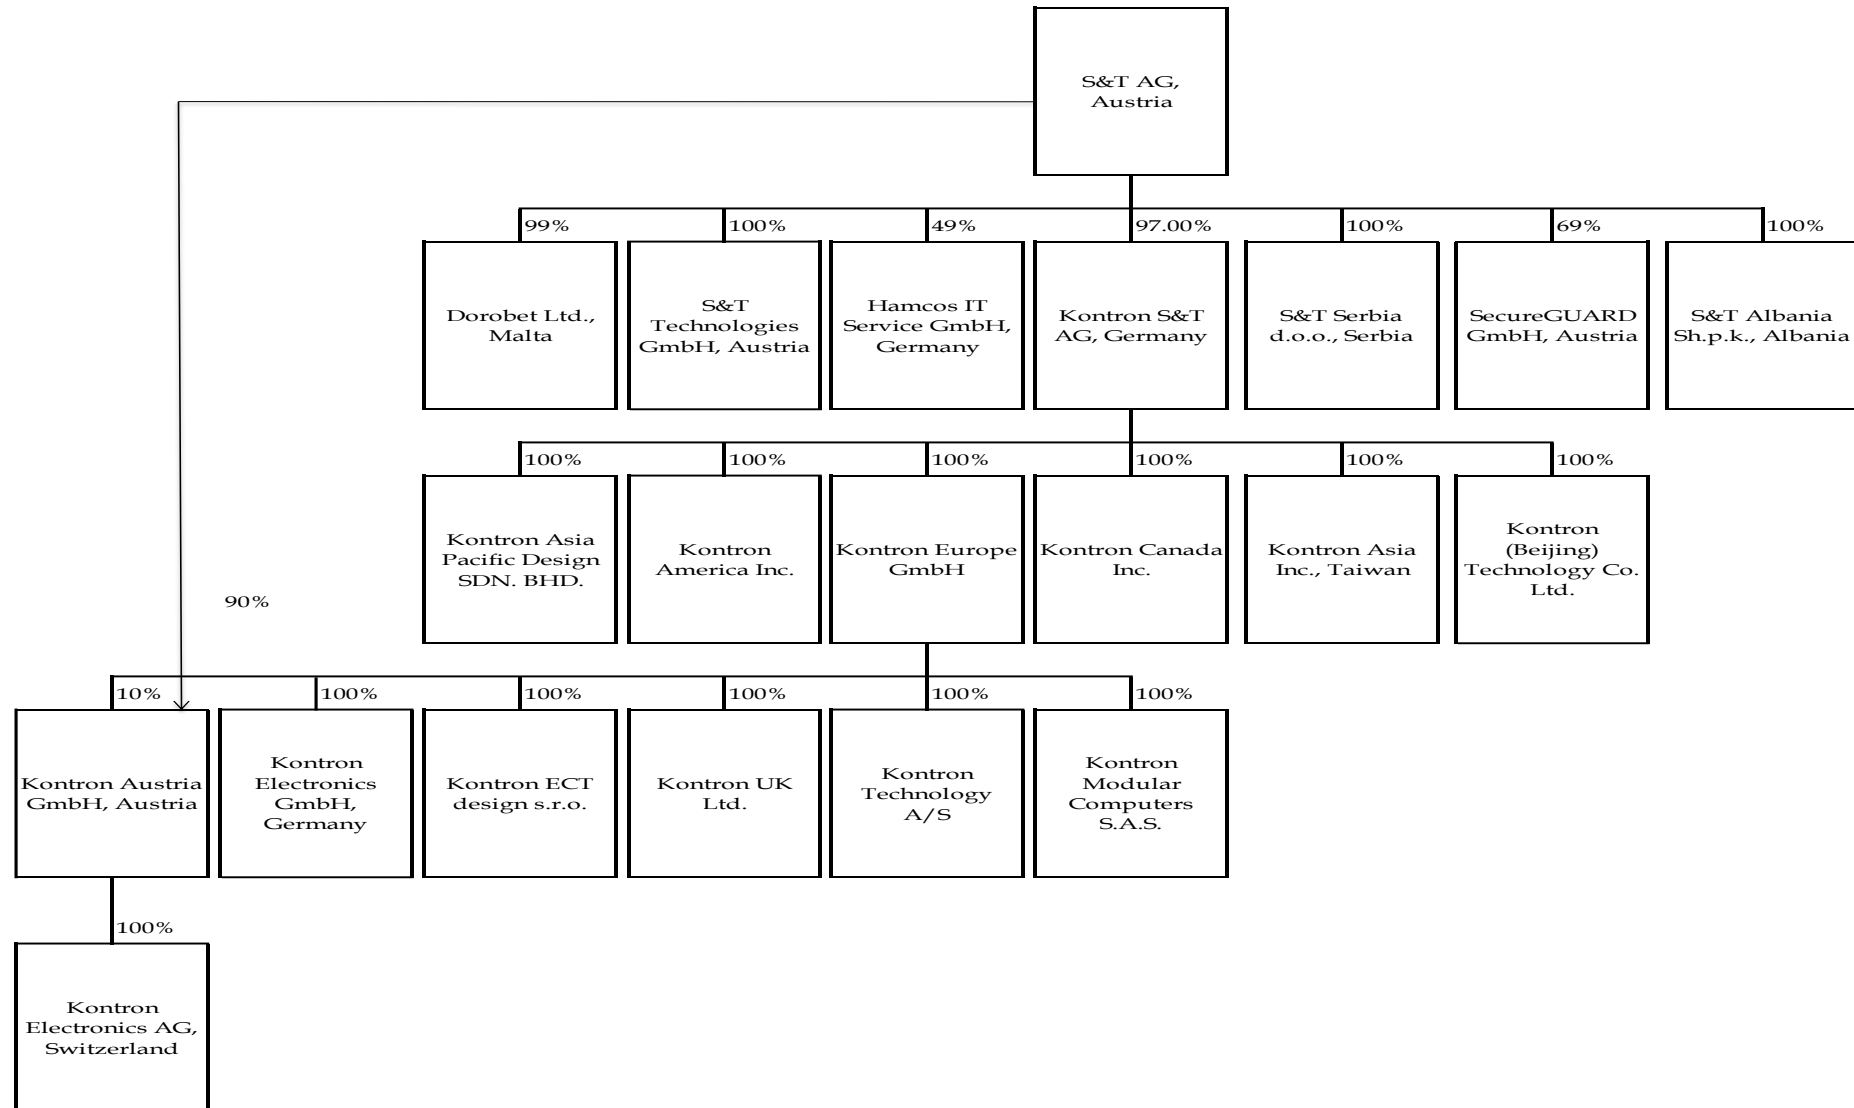 S&T AG,
Austria
99%
100%
49%
97.00%
100%
69%
100%
Dorobet Ltd.,
Malta
S&T
Technologies
GmbH, Austria
Hamcos IT
Service GmbH,
Germany
Kontron S&T
AG, Germany
S&T Serbia
d.o.o., Serbia
SecureGUARD
GmbH, Austria
S&T Albania
Sh.p.k., Albania
100%
100%
100%
100%
100%
100%
Kontron Asia
Pacific Design
SDN. BHD.
Kontron
America Inc.
Kontron Europe
GmbH
Kontron Canada
Inc.
Kontron Asia
Inc., Taiwan
Kontron
(Beijing)
Technology Co.
Ltd.
90%
10%
100%
100%
100%
100%
100%
Kontron Austria
GmbH, Austria
Kontron
Electronics
GmbH,
Germany
Kontron ECT
design s.r.o.
Kontron UK
Ltd.
Kontron
Technology
A/S
Kontron
Modular
Computers
S.A.S.
100%
Kontron
Electronics AG,
Switzerland